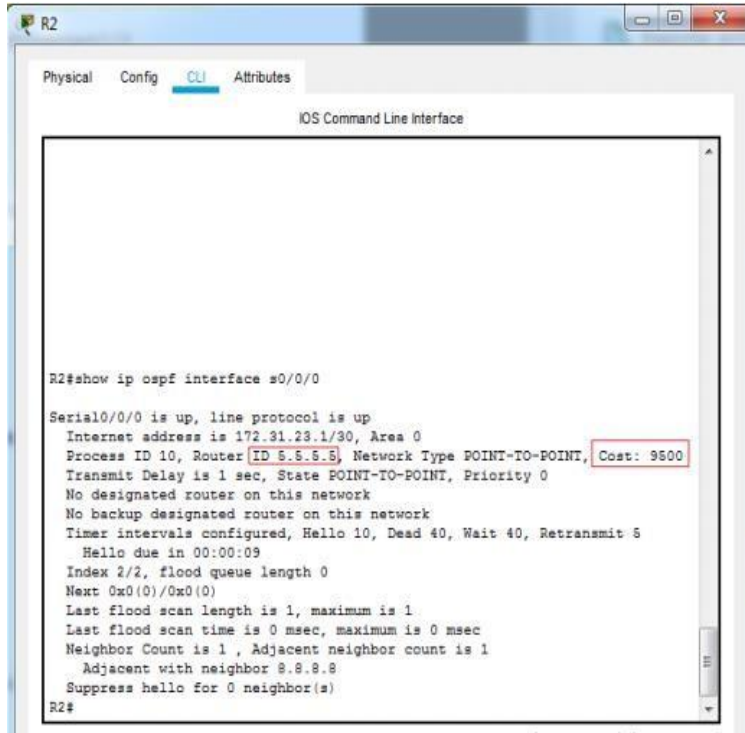 R2
Physical Config CLI Attributes
IOS Command Line Interface
R2#show ip ospf interface s0/0/0
Serial0/0/0 is up, line protocol is up
Internet address is 172.31.23.1/30, Area 0
Process ID 10, Router ID 5.5.5.5, Network Type POINT-TO-POINT, Cost: 9500
Transmit Delay is 1 sec, State POINT-TO-POINT, Priority 0
No designated router on this network
No backup designated router on this network
Timer intervals configured, Hello 10, Dead 40, Wait 40, Retransmit 5
Hello due in 00:00:09
Index 2/2, flood queue length 0
Next 0x0(0)/0x0(0)
Last flood scan length is 1, maximum is 1
Last flood scan time is 0 msec, maximum is 0 msec
Neighbor Count is 1 , Adjacent neighbor count is 1
Adjacent with neighbor 8.8.8.8
Suppress hello for 0 neighbor(s)
R2#